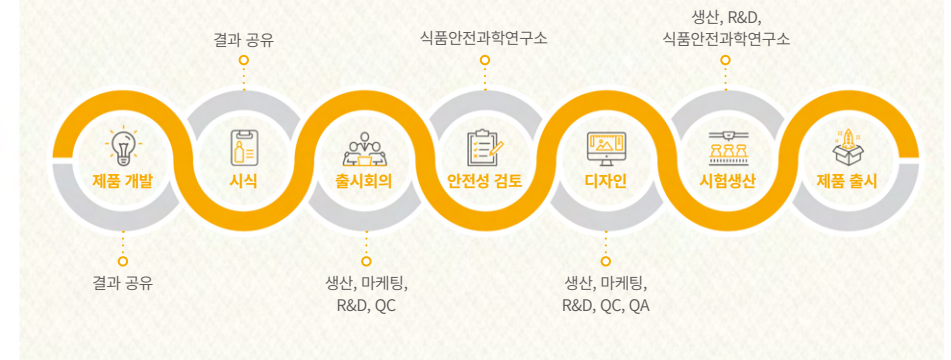 결과 공유
식품안전과학연구소
생산, R&D,
식품안전과학연구소
제품 개발
시식
출시회의
안전성 검토
디자인
시험생산
제품 출시
결과 공유
생산, 마케팅,
R&D, QC
생산, 마케팅,
R&D, QC, QA